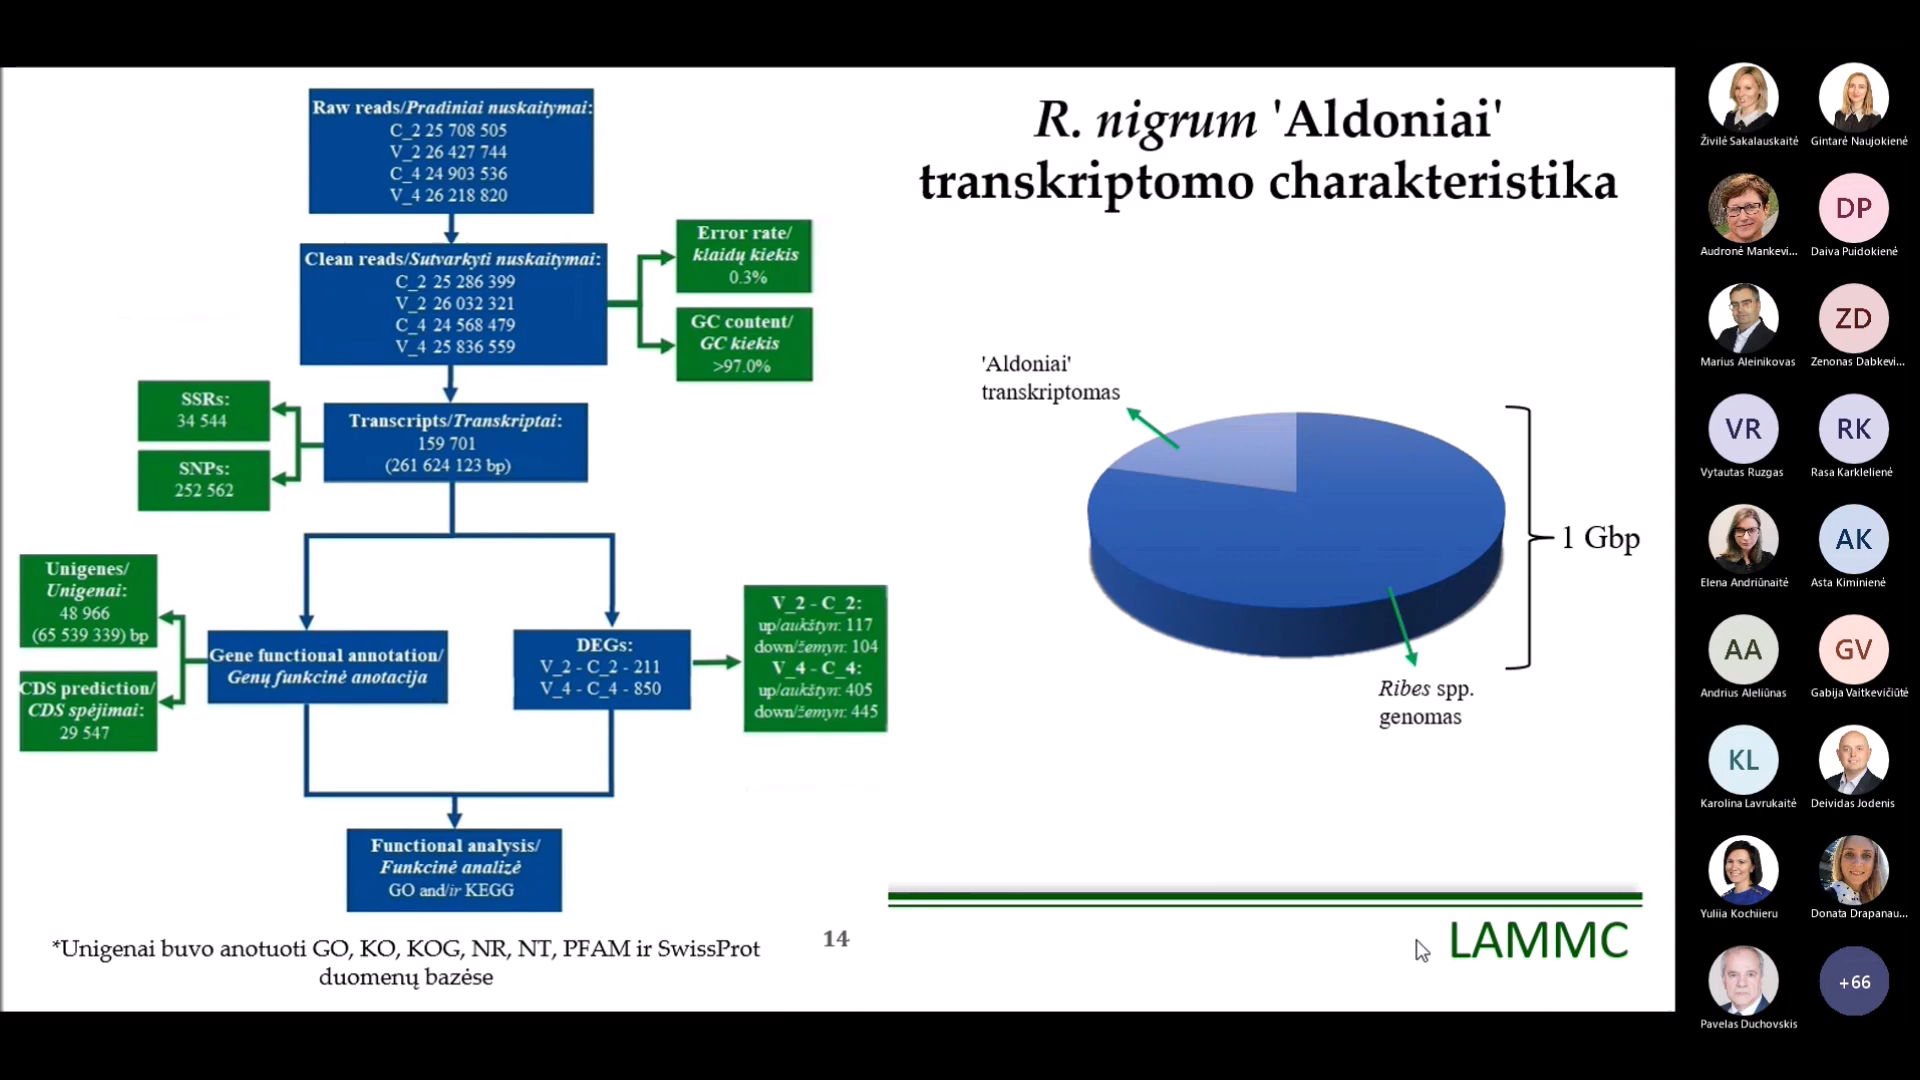 Raw reads/Pradiniai nuskaitymai:
C_2 25 708 505
V_2 26 427 744
C_4 24 903 536
V_4 26 218 820
Clean reads/Sutvarkyti nuskaitymai:
C_2 25 286 399
V_2 26 032 321
C_4 24 568 479
V_4 25 836 559
Error rate/
klaidų kiekis
0.3%
GC content/
GC kiekis
>97.0%
SSRs:
34 544
SNPs:
252 562
Transcripts/Transkriptai:
159 701
(261 624 123 bp)
Unigenes/
Unigenai:
48 966
(65 539 339) bp
CDS prediction/
CDS spėjimai:
29 547
Gene functional annotation/
Genų funkcinė anotacija
DEGs:
V_2 - C_2 - 211
V_4 - C_4 - 850
V_2 - C_2:
up/aukštyn: 117
down/žemyn: 104
V_4 - C_4:
up/aukštyn: 405
down/žemyn: 445
Functional analysis/
Funkcinė analizė
GO and/ir KEGG
*Unigenai buvo anotuoti GO, KO, KOG, NR, NT, PFAM ir SwissProt
duomenų bazėse
14
R. nigrum 'Aldoniai'
transkriptomo charakteristika
'Aldoniai'
transkriptomas
1 Gbp
Ribes spp.
genomas
LAMMC
Živilė Sakalauskaitė
Gintarė Naujokienė
Audronė Mankevi...
DP
Daiva Puidokienė
Marius Aleinikovas
ZD
Zenonas Dabkevi...
VR
Vytautas Ruzgas
RK
Rasa Karklelienė
Elena Andriūnaitė
AK
Asta Kiminienė
AA
Andrius Aleliūnas
GV
Gabija Vaitkevičiūtė
KL
Karolina Lavrukaitė
Deividas Jodenis
Yuliia Kochiieru
Donata Drapanau...
Pavelas Duchovskis
+66